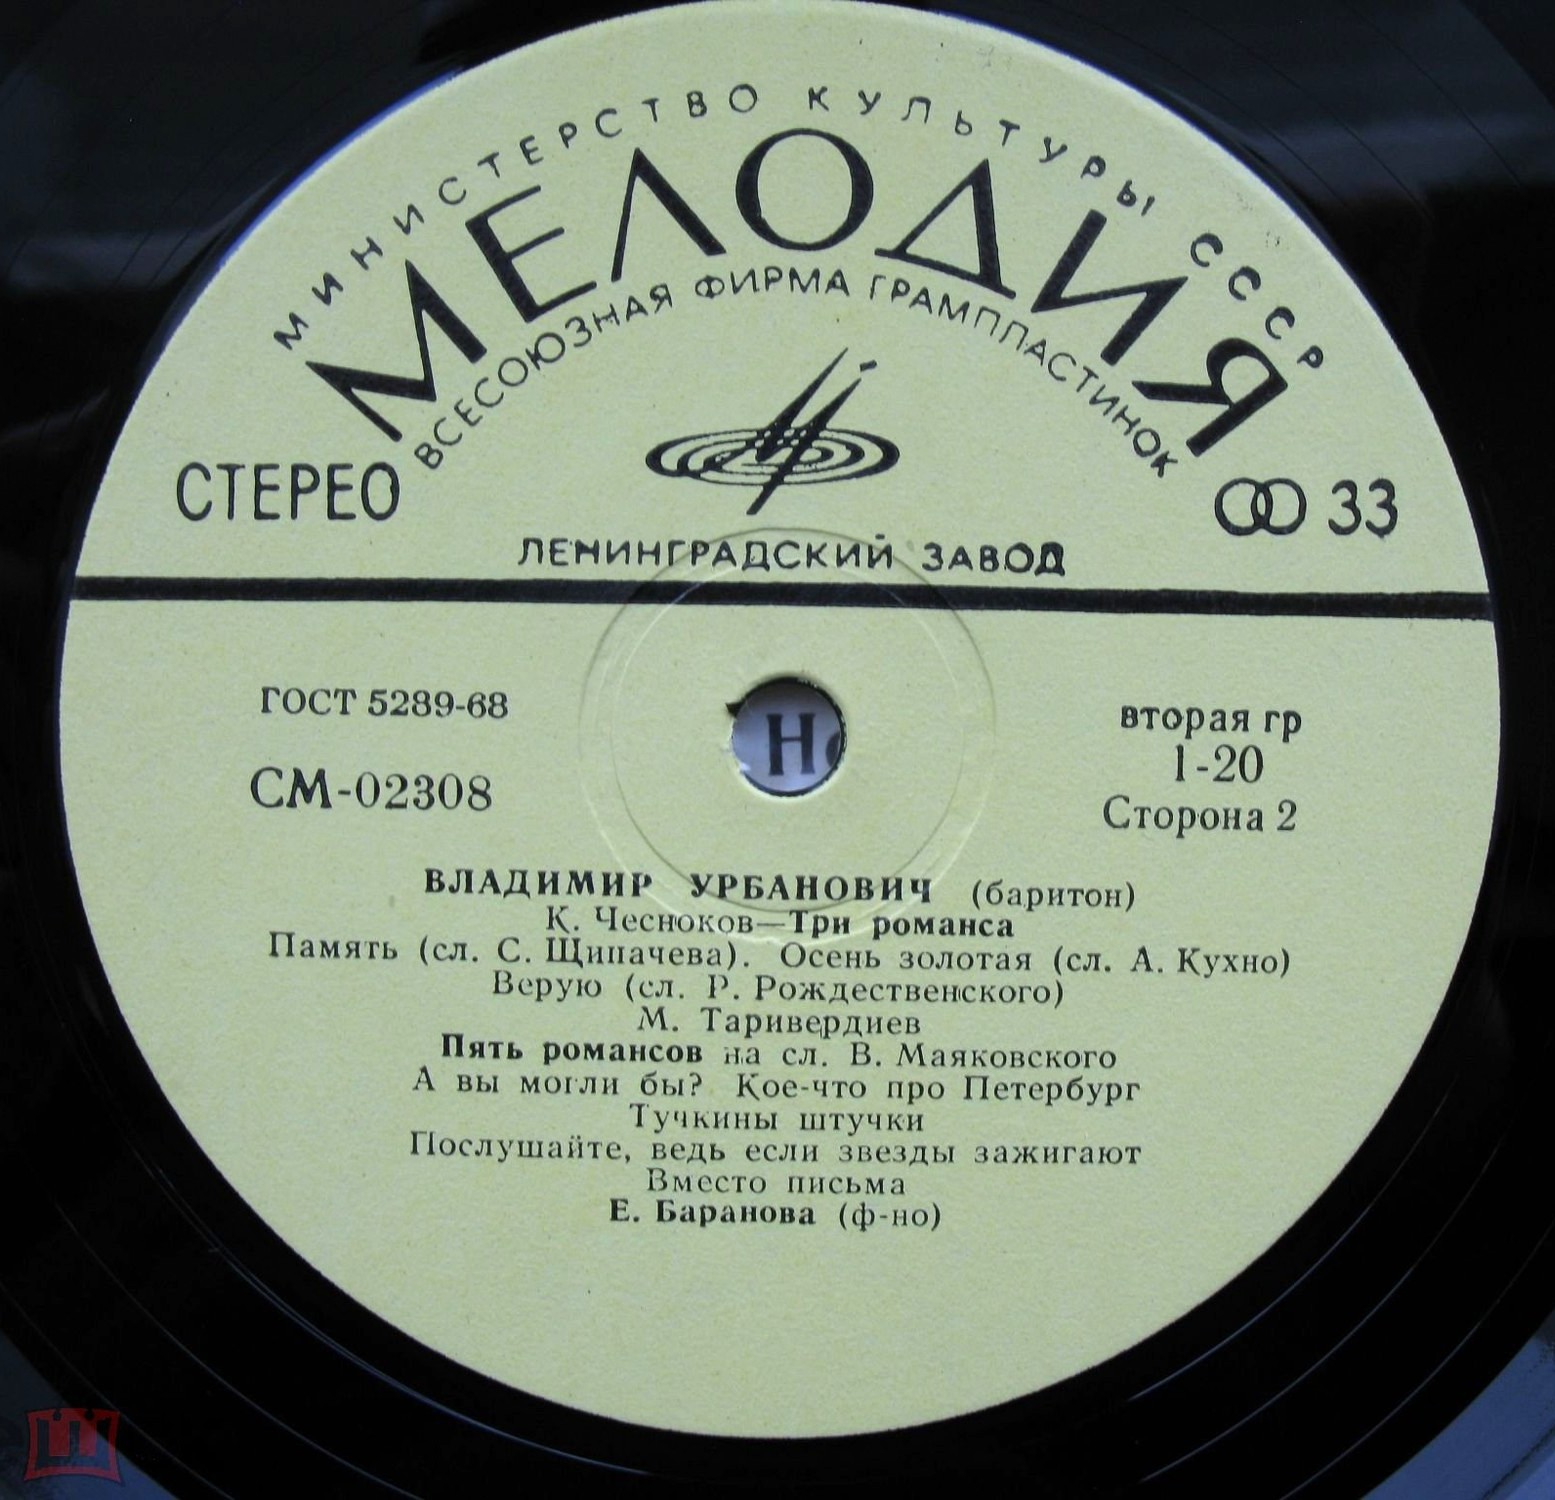 МИНИСТЕРСТВО КУЛЬТУРЫ СССР
МЕЛОДИЯ
ВСЕСОЮЗНАЯ ФИРМА ГРАМПЛАСТИНОК
СТЕРЕО
33
ЛЕНИНГРАДСКИЙ ЗАВОД
ГОСТ 5289-68
вторая гр
СМ-02308
1-20
Сторона 2
ВЛАДИМИР УРБАНОВИЧ (баритон)
К. Чесноков—Три романса
Память (сл. С. Щипачева). Осень золотая (сл. А. Кухно)
Верую (сл. Р. Рождественского)
М. Таривердиев
Пять романсов на сл. В. Маяковского
А вы могли бы? Кое-что про Петербург
Тучкины штучки
Послушайте, ведь если звезды зажигают
Вместо письма
Е. Баранова (ф-но)